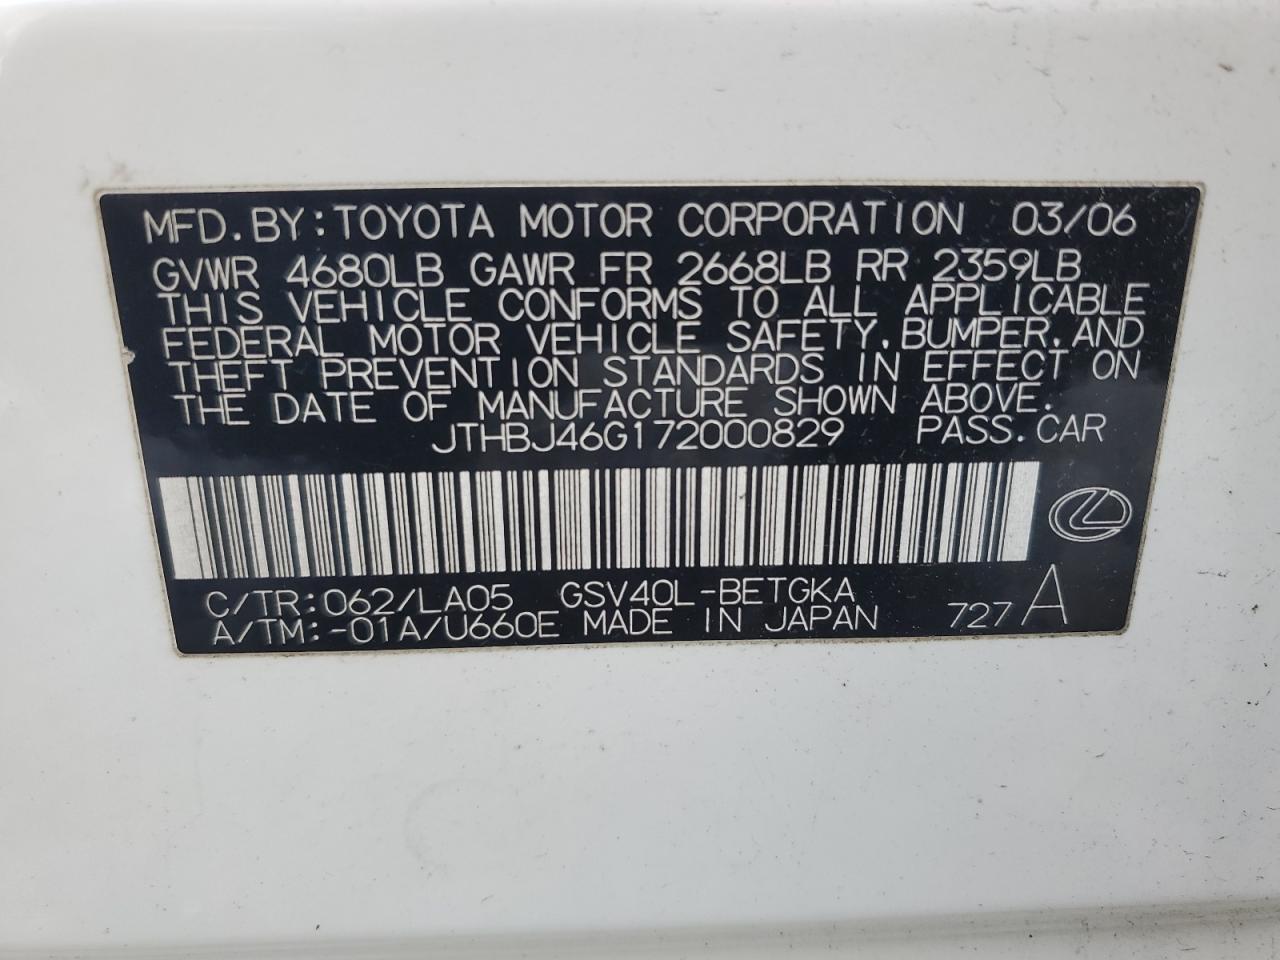 MFD.BY:TOYOTA MOTOR CORPORATION 03/06
GVWR 4680LB GAWR FR 2668LB RR 2359LB
THIS VEHICLE CONFORMS TO ALL APPLICABLE
FEDERAL MOTOR VEHICLE SAFETY,BUMPER,AND
THEFT PREVENTION STANDARDS IN EFFECT ON
THE DATE OF MANUFACTURE SHOWN ABOVE.
JTHBJ46G172000829 PASS.CAR
C/TR:062/LA05 GSV40L-BETGKA
A/TM:-01A/U660E MADE IN JAPAN 727 A